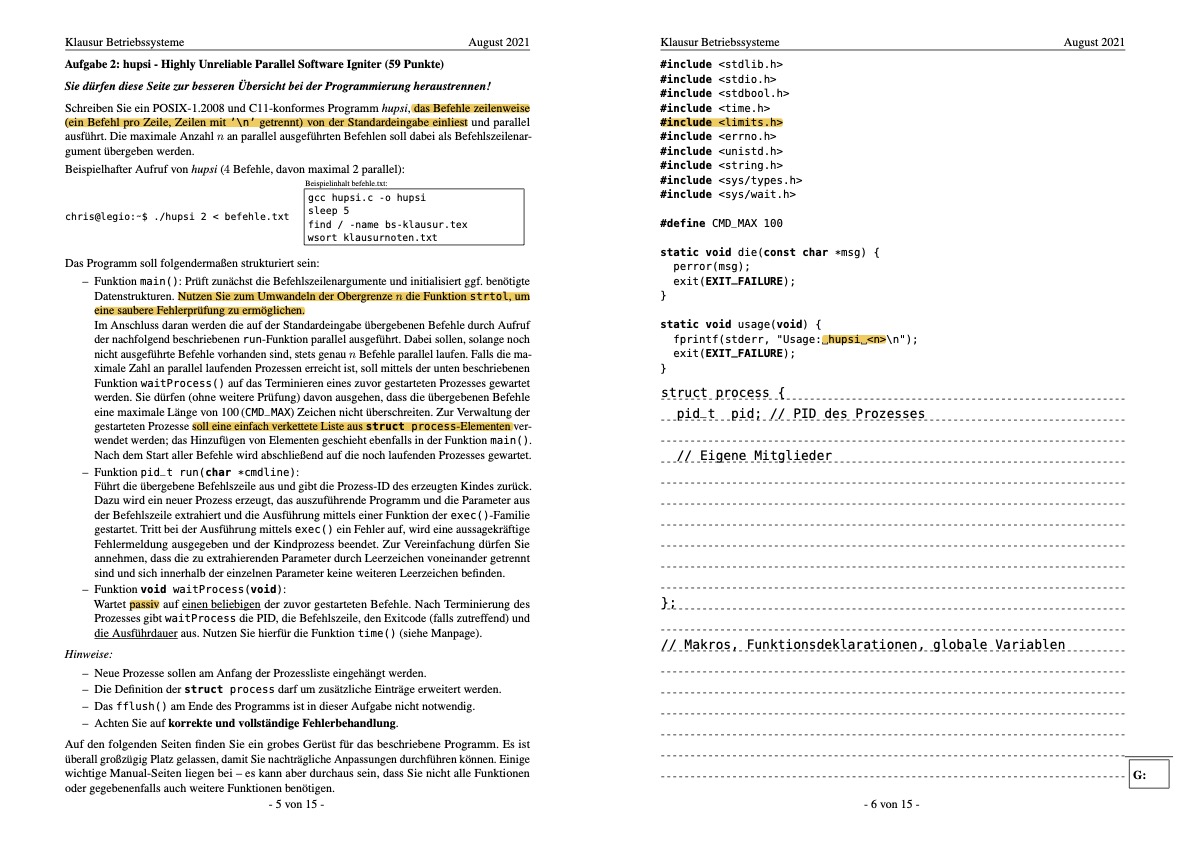 Klausur Betriebssysteme August 2021
Aufgabe 2: hupsi - Highly Unreliable Parallel Software Igniter (59 Punkte)
Sie dürfen diese Seite zur besseren Übersicht bei der Programmierung heraustrennen!
Schreiben Sie ein POSIX-1.2008 und C11-konformes Programm hupsi, das Befehle zeilenweise
(ein Befehl pro Zeile, Zeilen mit '\n' getrennt) von der Standardeingabe einliest und parallel
ausführt. Die maximale Anzahl n an parallel ausgeführten Befehlen soll dabei als Befehlszeilenar-
gument übergeben werden.
Beispielhafter Aufruf von hupsi (4 Befehle, davon maximal 2 parallel):
Beispielinhalt befehle.txt:
chris@legio:~$ ./hupsi 2 < befehle.txt
gcc hupsi.c -o hupsi
sleep 5
find / -name bs-klausur.tex
wsort klausurnoten.txt
Das Programm soll folgendermaßen strukturiert sein:
– Funktion main(): Prüft zunächst die Befehlszeilenargumente und initialisiert ggf. benötigte
Datenstrukturen. Nutzen Sie zum Umwandeln der Obergrenze n die Funktion strtol, um
eine saubere Fehlerprüfung zu ermöglichen.
Im Anschluss daran werden die auf der Standardeingabe übergebenen Befehle durch Aufruf
der nachfolgend beschriebenen run-Funktion parallel ausgeführt. Dabei sollen, solange noch
nicht ausgeführte Befehle vorhanden sind, stets genau n Befehle parallel laufen. Falls die ma-
ximale Zahl an parallel laufenden Prozessen erreicht ist, soll mittels der unten beschriebenen
Funktion waitProcess() auf das Terminieren eines zuvor gestarteten Prozesses gewartet
werden. Sie dürfen (ohne weitere Prüfung) davon ausgehen, dass die übergebenen Befehle
eine maximale Länge von 100 (CMD_MAX) Zeichen nicht überschreiten. Zur Verwaltung der
gestarteten Prozesse soll eine einfach verkettete Liste aus struct process-Elementen ver-
wendet werden; das Hinzufügen von Elementen geschieht ebenfalls in der Funktion main().
Nach dem Start aller Befehle wird abschließend auf die noch laufenden Prozesses gewartet.
– Funktion pid_t run(char *cmdline):
Führt die übergebene Befehlszeile aus und gibt die Prozess-ID des erzeugten Kindes zurück.
Dazu wird ein neuer Prozess erzeugt, das auszuführende Programm und die Parameter aus
der Befehlszeile extrahiert und die Ausführung mittels einer Funktion der exec()-Familie
gestartet. Tritt bei der Ausführung mittels exec() ein Fehler auf, wird eine aussagekräftige
Fehlermeldung ausgegeben und der Kindprozess beendet. Zur Vereinfachung dürfen Sie
annehmen, dass die zu extrahierenden Parameter durch Leerzeichen voneinander getrennt
sind und sich innerhalb der einzelnen Parameter keine weiteren Leerzeichen befinden.
– Funktion void waitProcess(void):
Wartet passiv auf einen beliebigen der zuvor gestarteten Befehle. Nach Terminierung des
Prozesses gibt waitProcess die PID, die Befehlszeile, den Exitcode (falls zutreffend) und
die Ausführdauer aus. Nutzen Sie hierfür die Funktion time() (siehe Manpage).
Hinweise:
– Neue Prozesse sollen am Anfang der Prozessliste eingehängt werden.
– Die Definition der struct process darf um zusätzliche Einträge erweitert werden.
– Das fflush() am Ende des Programms ist in dieser Aufgabe nicht notwendig.
– Achten Sie auf korrekte und vollständige Fehlerbehandlung.
Auf den folgenden Seiten finden Sie ein grobes Gerüst für das beschriebene Programm. Es ist
überall großzügig Platz gelassen, damit Sie nachträgliche Anpassungen durchführen können. Einige
wichtige Manual-Seiten liegen bei – es kann aber durchaus sein, dass Sie nicht alle Funktionen
oder gegebenenfalls auch weitere Funktionen benötigen.
- 5 von 15 -
Klausur Betriebssysteme August 2021
#include <stdlib.h>
#include <stdio.h>
#include <stdbool.h>
#include <time.h>
#include <limits.h>
#include <errno.h>
#include <unistd.h>
#include <string.h>
#include <sys/types.h>
#include <sys/wait.h>
#define CMD_MAX 100
static void die(const char *msg) {
perror(msg);
exit(EXIT_FAILURE);
}
static void usage(void) {
fprintf(stderr, "Usage:␣hupsi␣<n>\n");
exit(EXIT_FAILURE);
}
struct process {
pid_t pid; // PID des Prozesses
// Eigene Mitglieder
};
// Makros, Funktionsdeklarationen, globale Variablen
G:
- 6 von 15 -